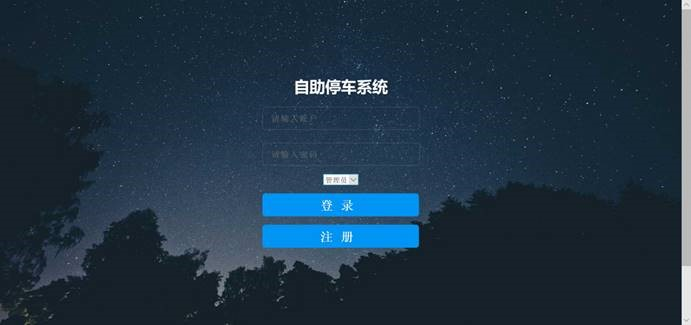 自助停车系统
请输入账户
请输入密码
管理员
登 录
注 册